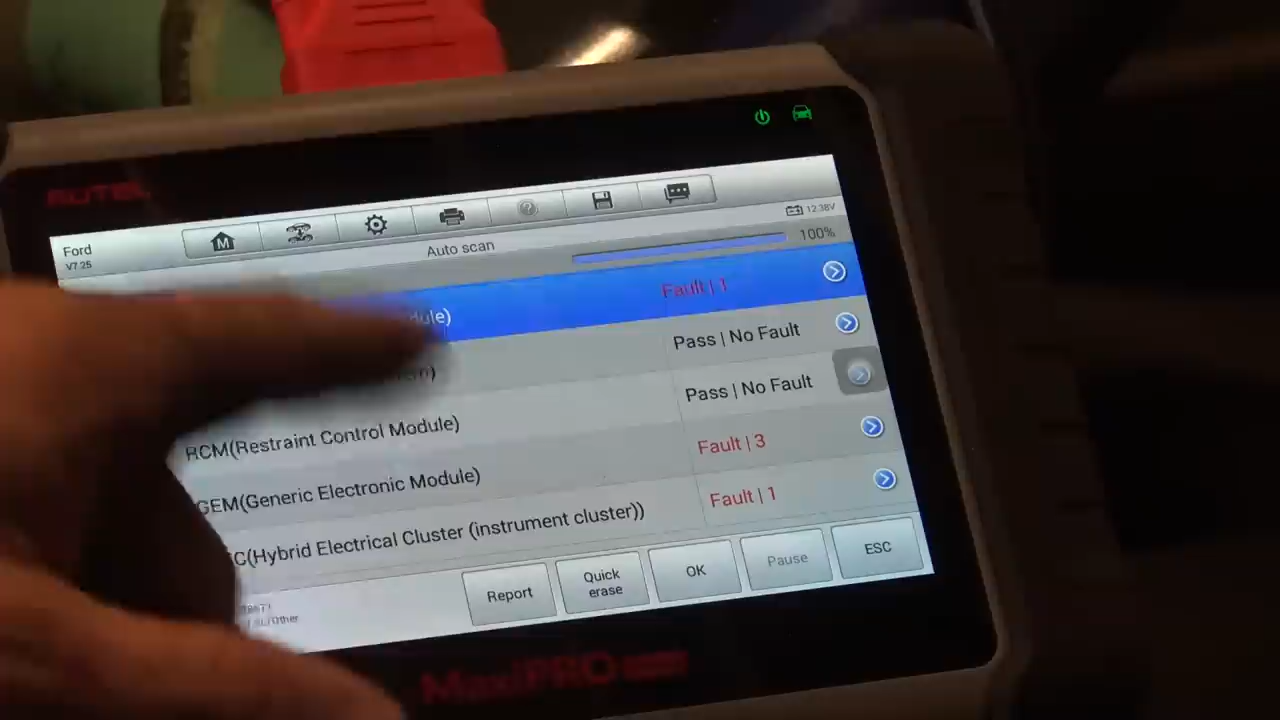 AUTEL
Ford
V7.25
M
12.38V
Auto scan
100%
Fault | 1
Pass | No Fault
Pass | No Fault
RCM(Restraint Control Module)
Fault | 3
GEM(Generic Electronic Module)
Fault | 1
C(Hybrid Electrical Cluster (instrument cluster))
Report
Quick erase
OK
Pause
ESC
MaxiPRO